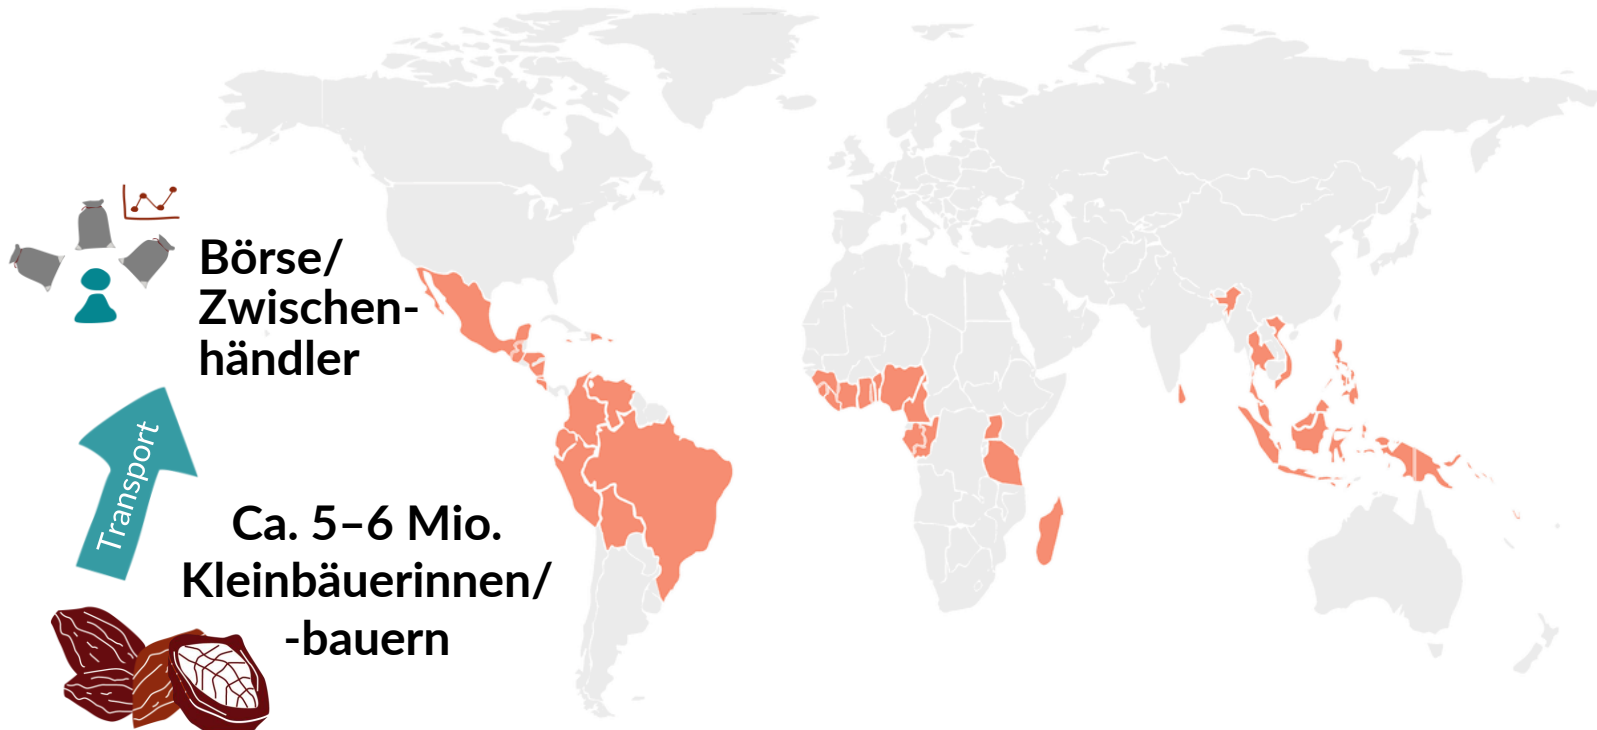 Börse/
Zwischen-
händler
Transport
Ca. 5–6 Mio.
Kleinbäuerinnen/
-bauern